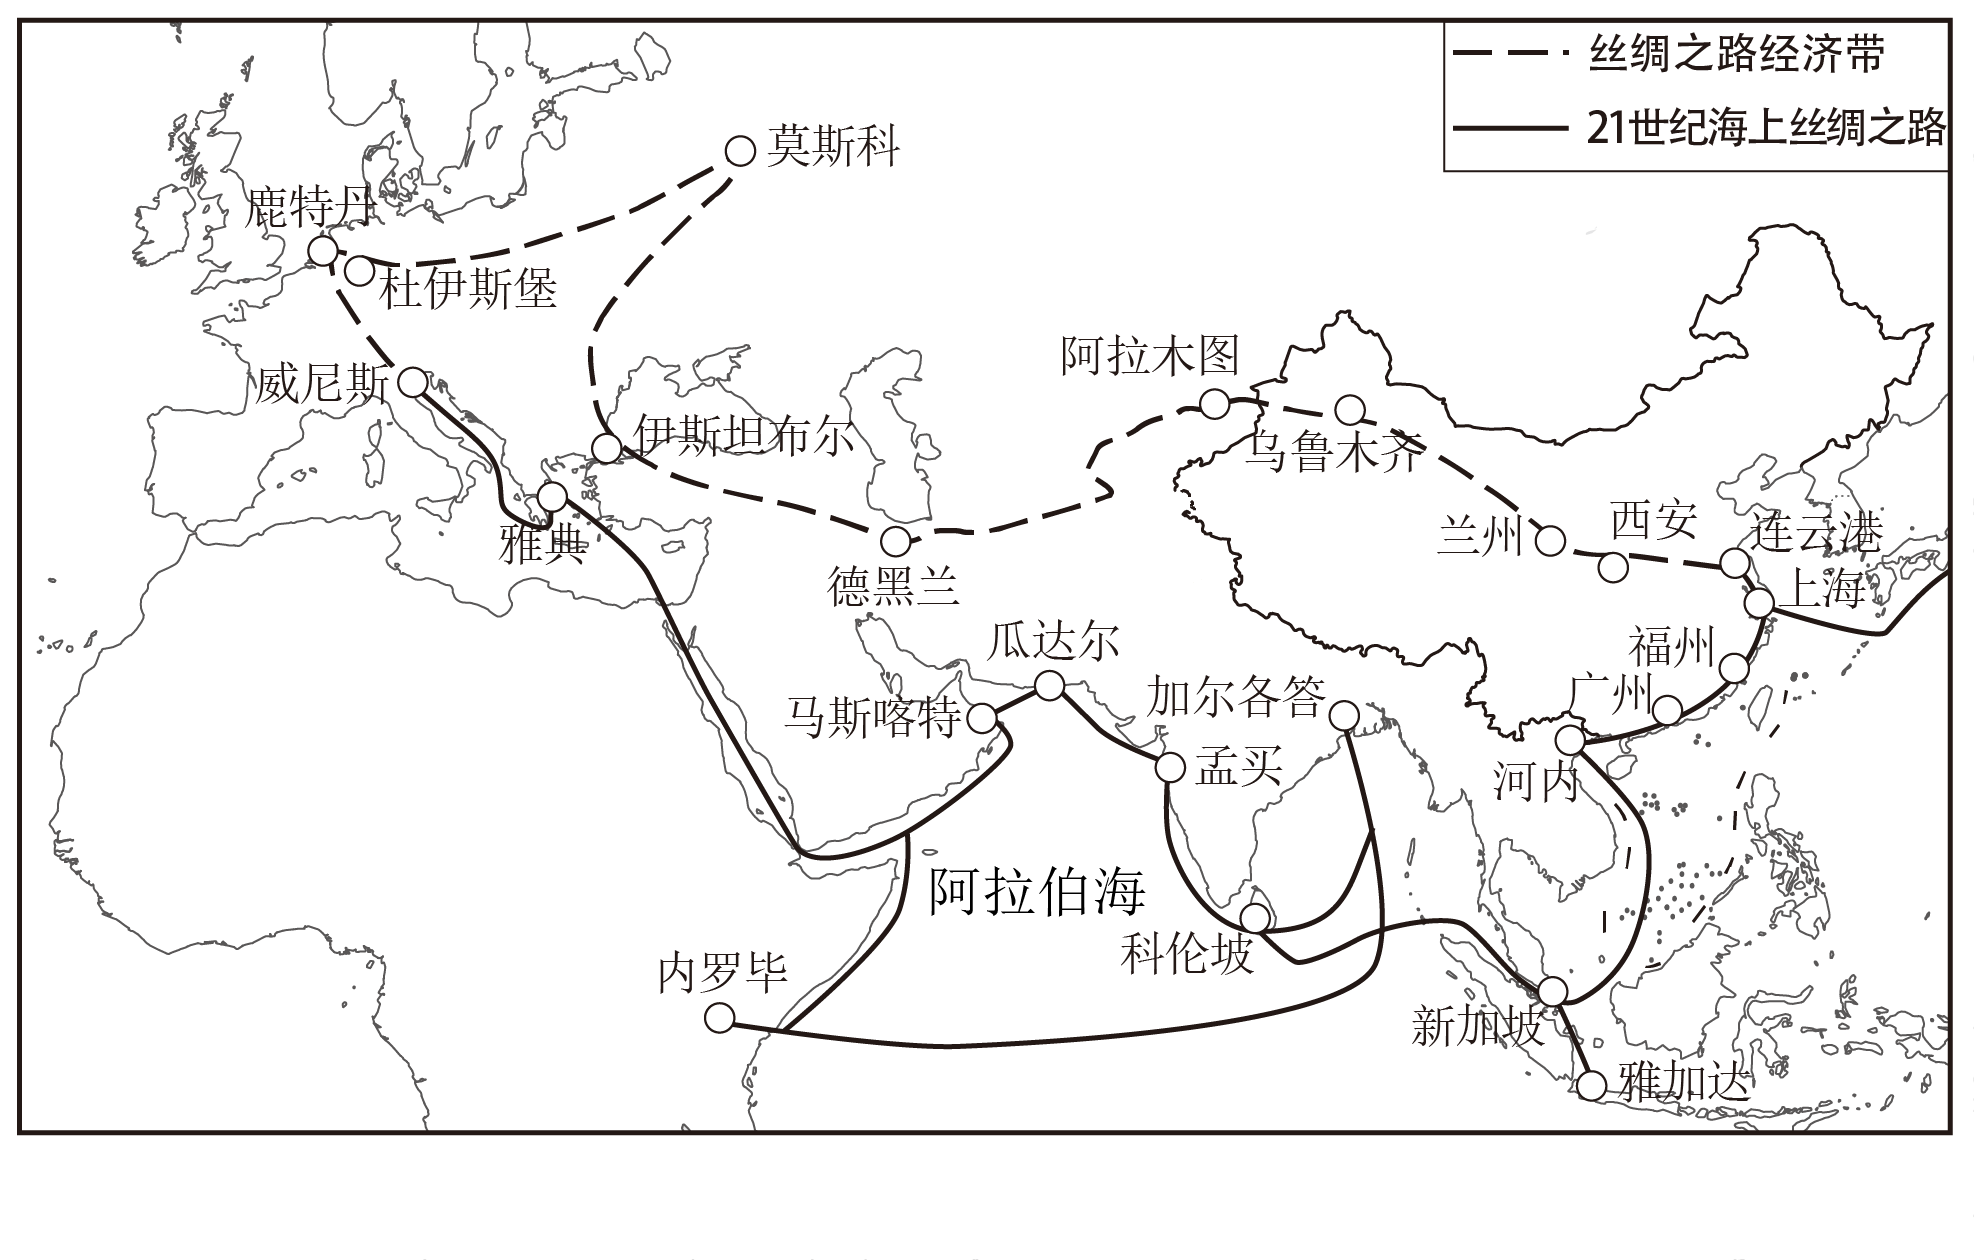 丝绸之路经济带
21世纪海上丝绸之路
莫斯科
鹿特丹
杜伊斯堡
威尼斯
伊斯坦布尔
雅典
德黑兰
阿拉木图
乌鲁木齐
兰州
西安
连云港
上海
福州
广州
河内
瓜达尔
马斯喀特
加尔各答
孟买
阿拉伯海
科伦坡
内罗毕
新加坡
雅加达